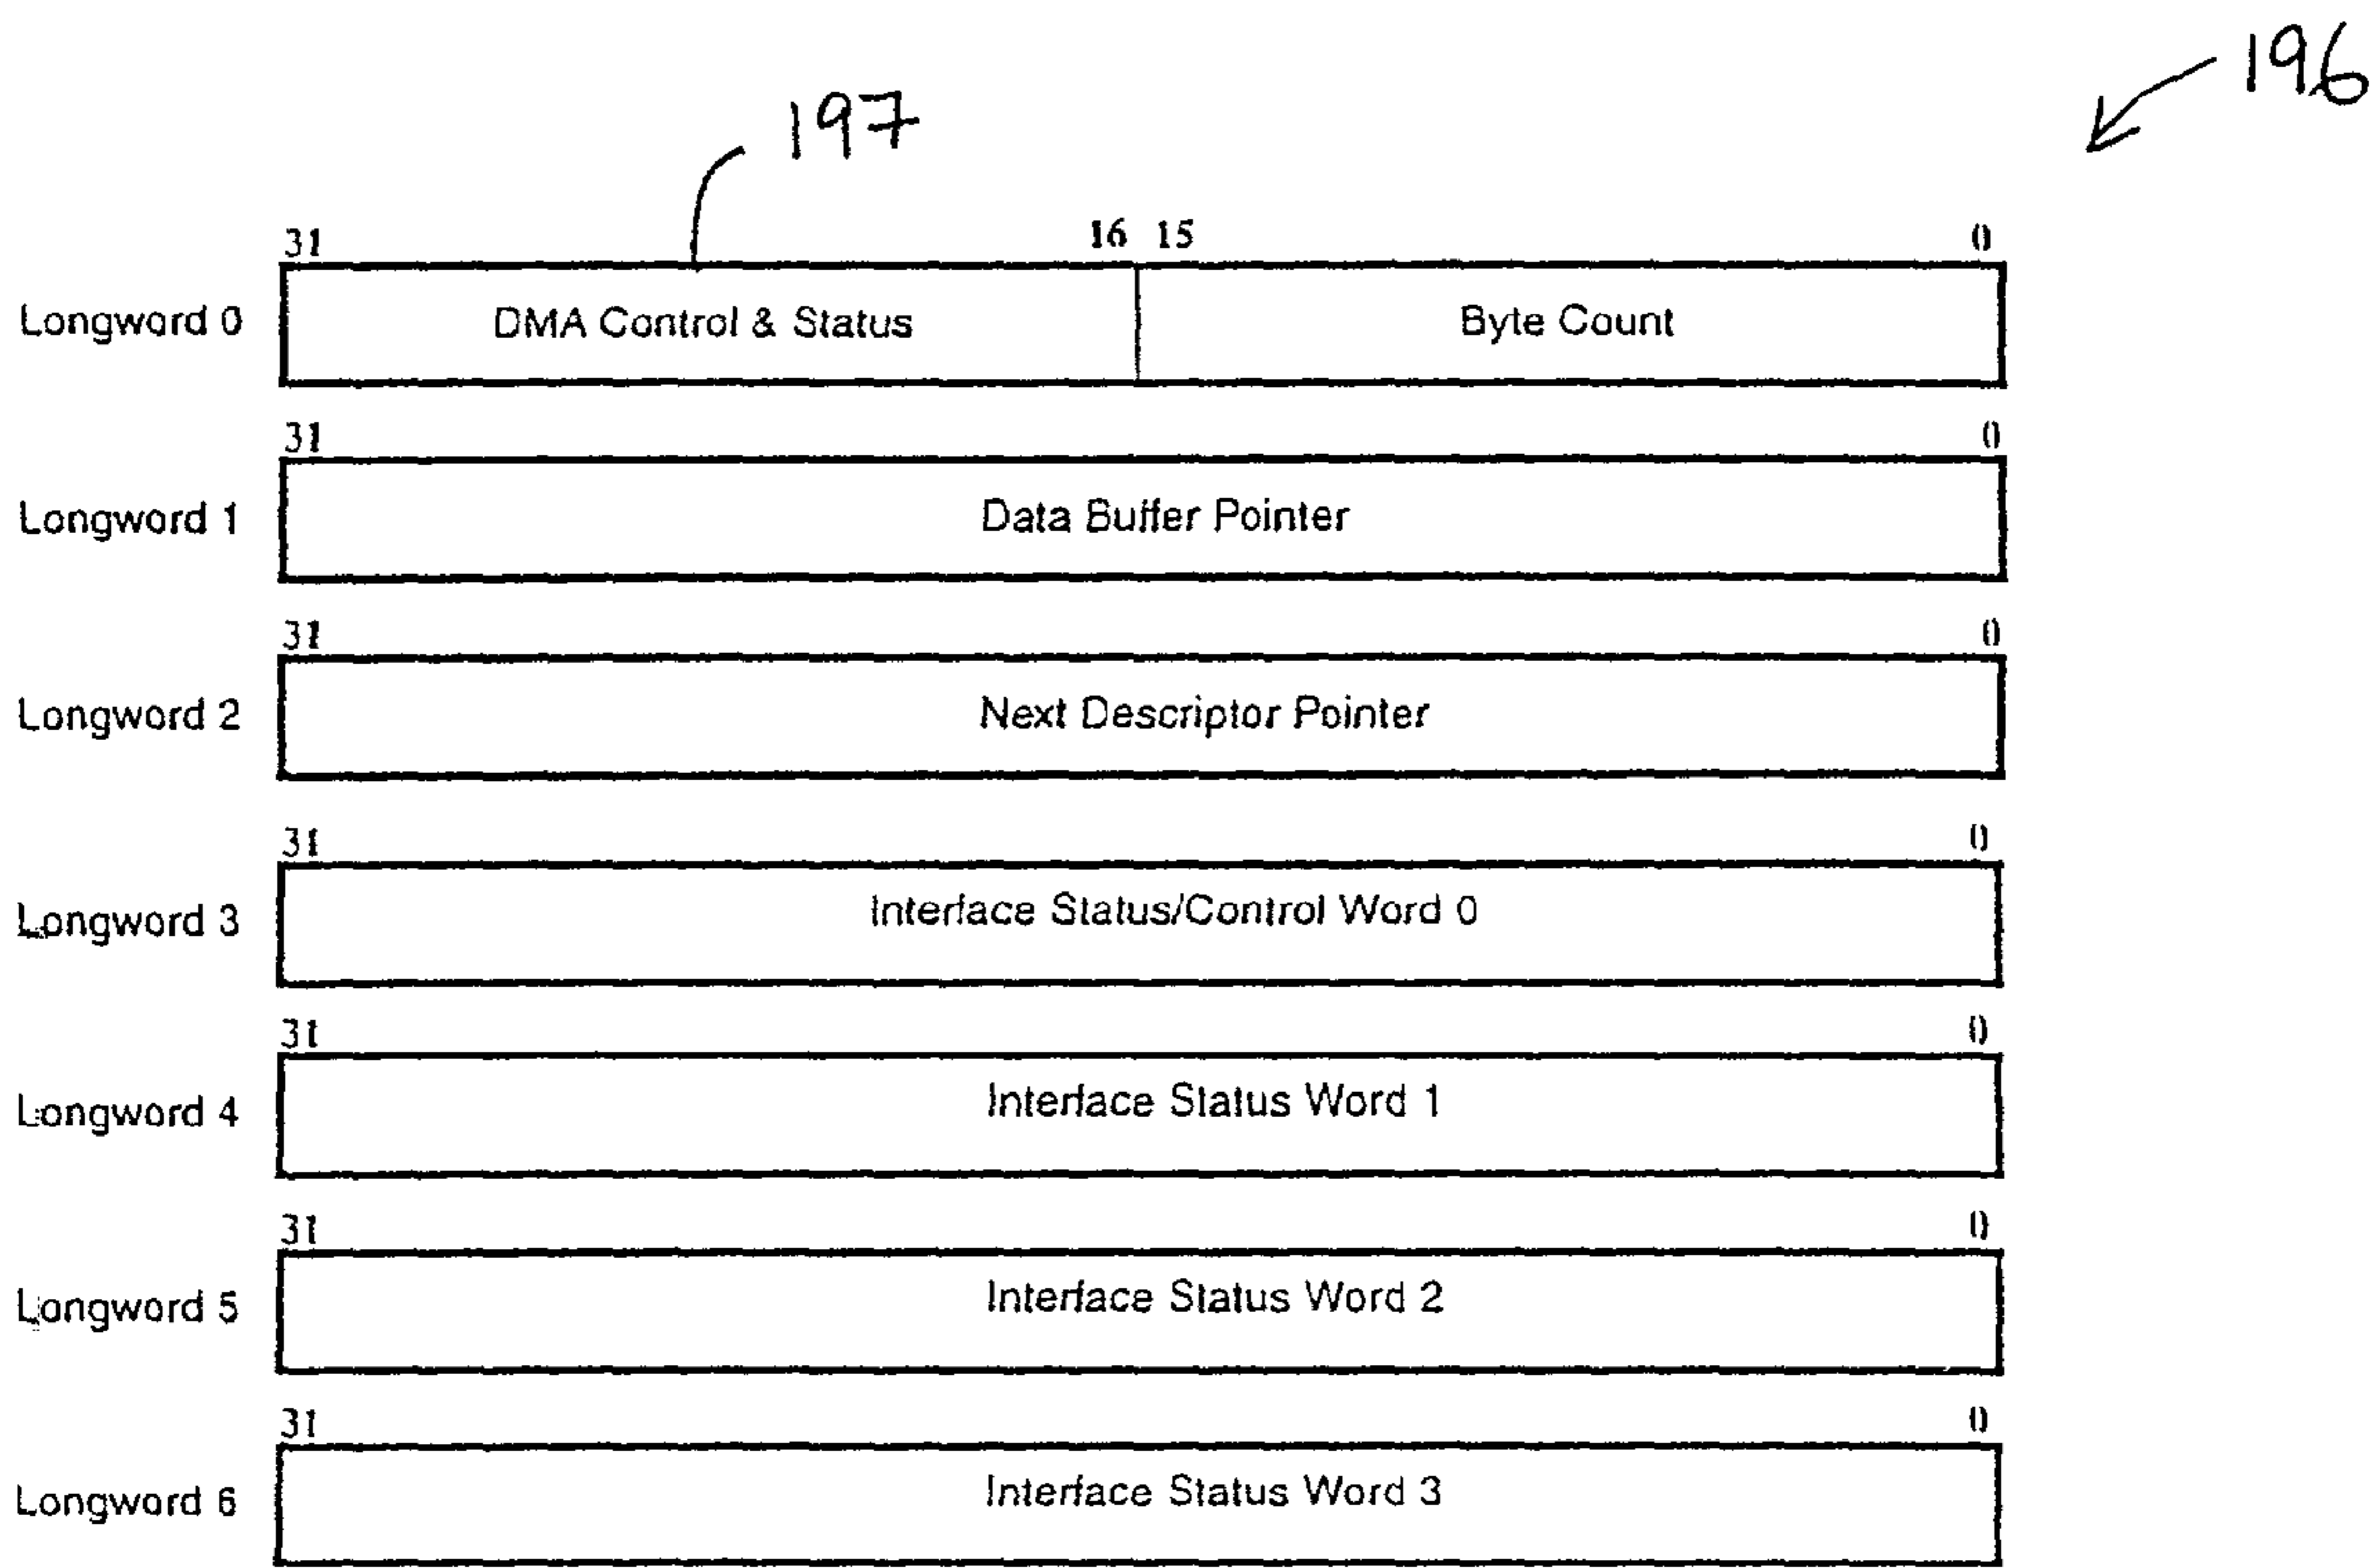 196
197
31 16 15 0
Longword 0 DMA Control & Status Byte Count
31 0
Longword 1 Data Buffer Pointer
31 0
Longword 2 Next Descriptor Pointer
31 0
Longword 3 Interface Status/Control Word 0
31 0
Longword 4 Interface Status Word 1
31 0
Longword 5 Interface Status Word 2
31 0
Longword 6 Interface Status Word 3